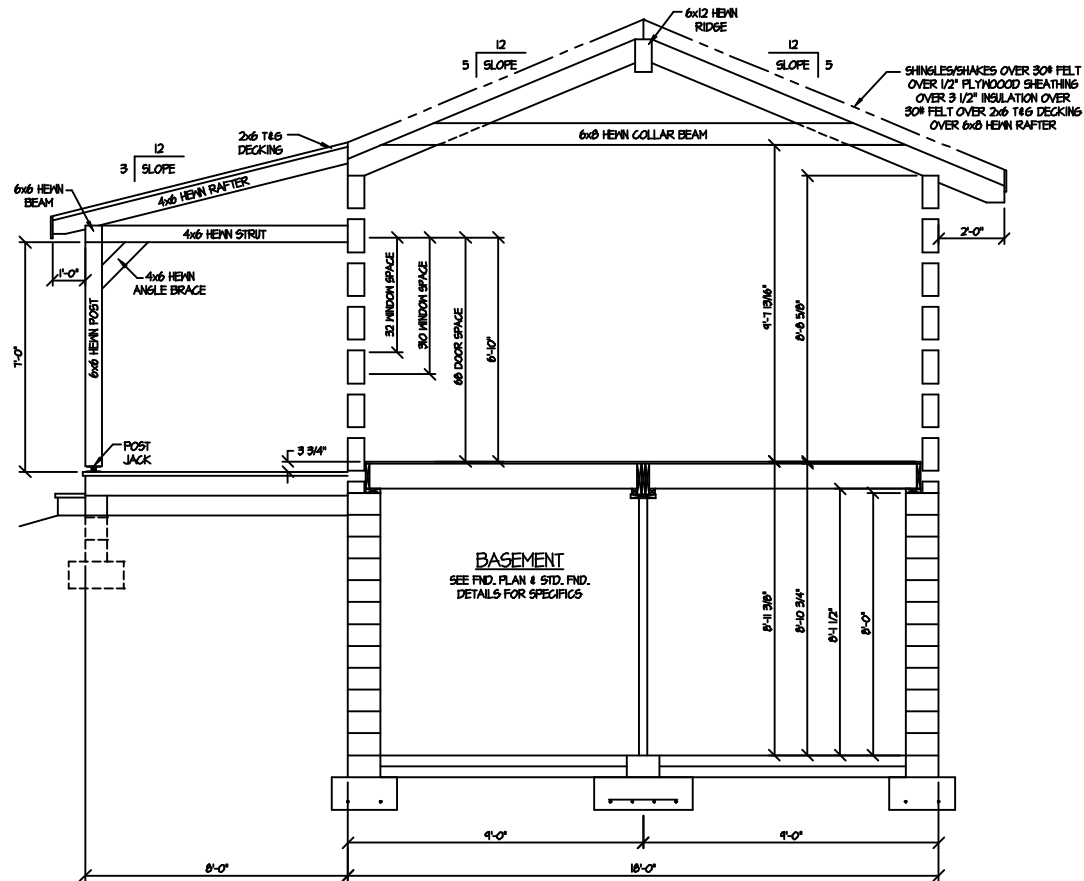 6x12 HEWN
RIDGE
12
5 SLOPE
12
SLOPE 5
SHINGLES/SHAKES OVER 30# FELT
OVER 1/2" PLYWOOOD SHEATHING
OVER 3 1/2" INSULATION OVER
30# FELT OVER 2x6 T&G DECKING
OVER 6x8 HEWN RAFTER
2x6 T&G
DECKING
6x8 HEWN COLLAR BEAM
12
3 SLOPE
6x6 HEWN
BEAM
4x6 HEWN RAFTER
4x6 HEWN STRUT
2'-0"
1'-0"
4x6 HEWN
ANGLE BRACE
6x6 HEWN POST
7'-0"
32 WINDOW SPACE
310 WINDOW SPACE
68 DOOR SPACE
6'-10"
9'-7 13/16"
8'-8 5/8"
POST
JACK
3 3/4"
BASEMENT
SEE FND. PLAN & STD. FND.
DETAILS FOR SPECIFICS
8'-11 3/8"
8'-10 3/4"
8'-1 1/2"
8'-0"
9'-0"
9'-0"
8'-0"
18'-0"